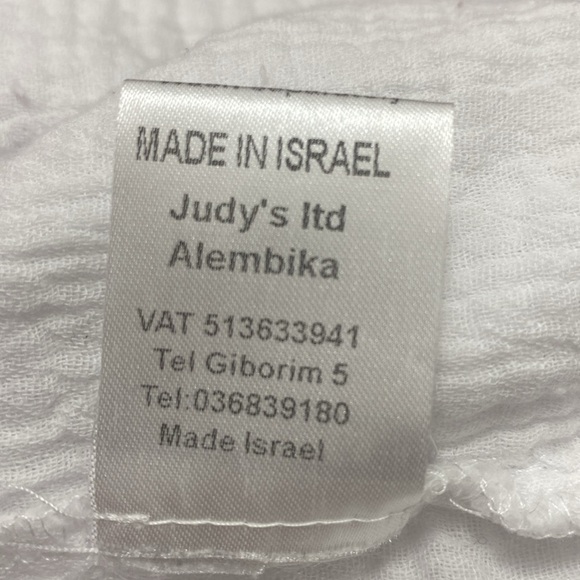 MADE IN ISRAEL
Judy's ltd
Alembika
VAT 513633941
Tel Giborim 5
Tel:036839180
Made Israel